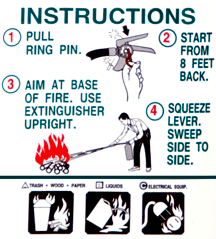 INSTRUCTIONS
1 PULL
RING PIN.
2 START
FROM
8 FEET
BACK.
3 AIM AT BASE
OF FIRE. USE
EXTINGUISHER
UPRIGHT.
4 SQUEEZE
LEVER.
SWEEP
SIDE TO
SIDE.
A TRASH • WOOD • PAPER
B LIQUIDS
C ELECTRICAL EQUIP.